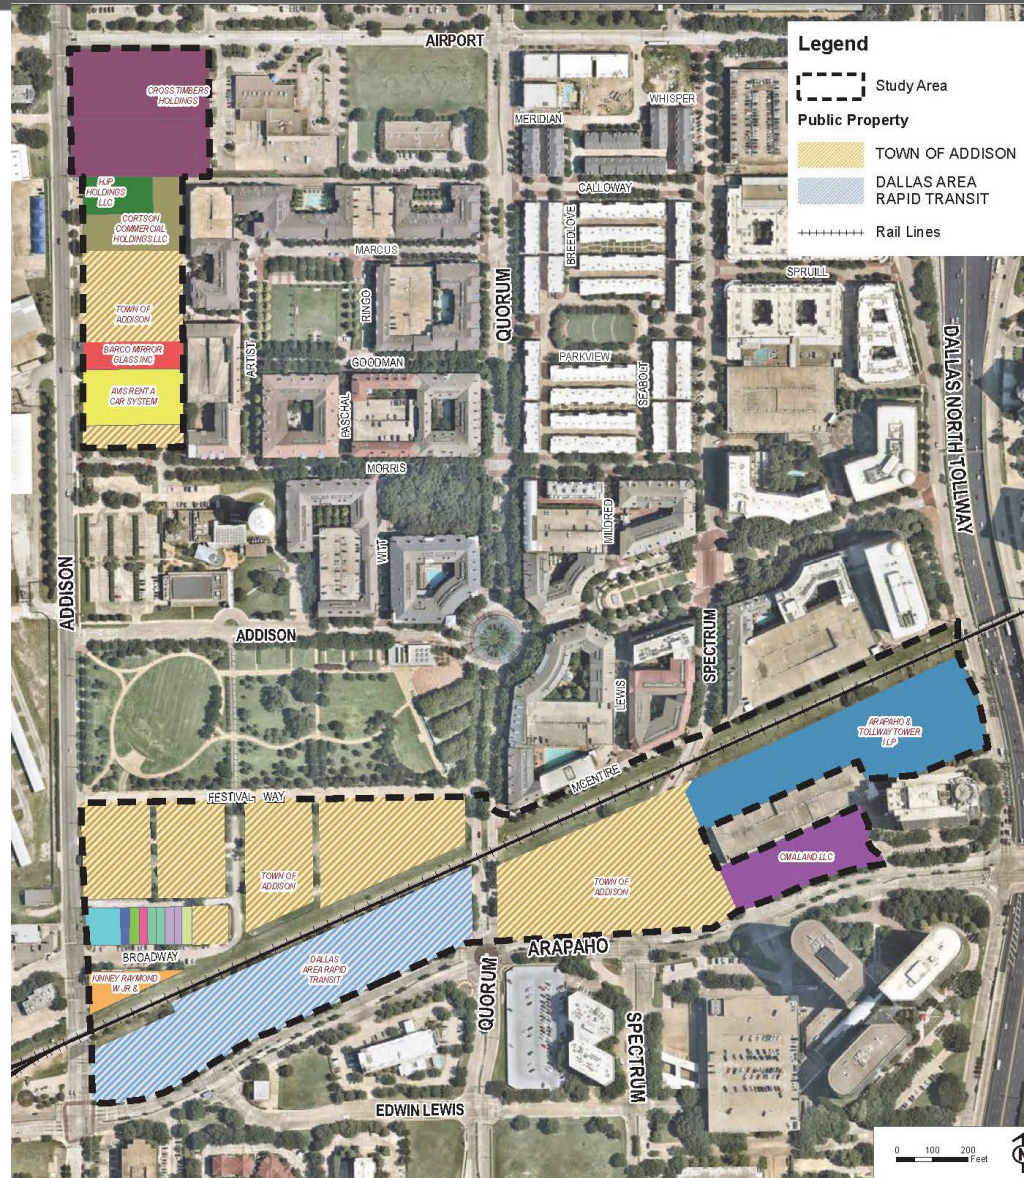 AIRPORT
Legend
Study Area
Public Property
TOWN OF ADDISON
DALLAS AREA
RAPID TRANSIT
Rail Lines
CROSS TIMBERS
HOLDINGS
WHISPER
MERIDIAN
HJP
HOLDINGS
LLC
CALLOWAY
CORTSON
COMMERCIAL
HOLDINGS LLC
BREEDLOVE
MARCUS
SPRUILL
QUORUM
RINGO
TOWN OF
ADDISON
BARCO MIRROR
GLASS INC
ARTIST
GOODMAN
PARKVIEW
SEABOLT
DALLAS NORTH TOLLWAY
AVIS RENT A
CAR SYSTEM
PASCHAL
MORRIS
MILDRED
WITT
ADDISON
ADDISON
SPECTRUM
LEWIS
ARAPAHO &
TOLLWAY TOWER
I LP
MCENTIRE
FESTIVAL WAY
CMALAND LLC
TOWN OF
ADDISON
TOWN OF
ADDISON
ARAPAHO
BROADWAY
DALLAS
AREA RAPID
TRANSIT
KINNEY RAYMOND
W JR &
QUORUM
SPECTRUM
EDWIN LEWIS
0 100 200
Feet
N